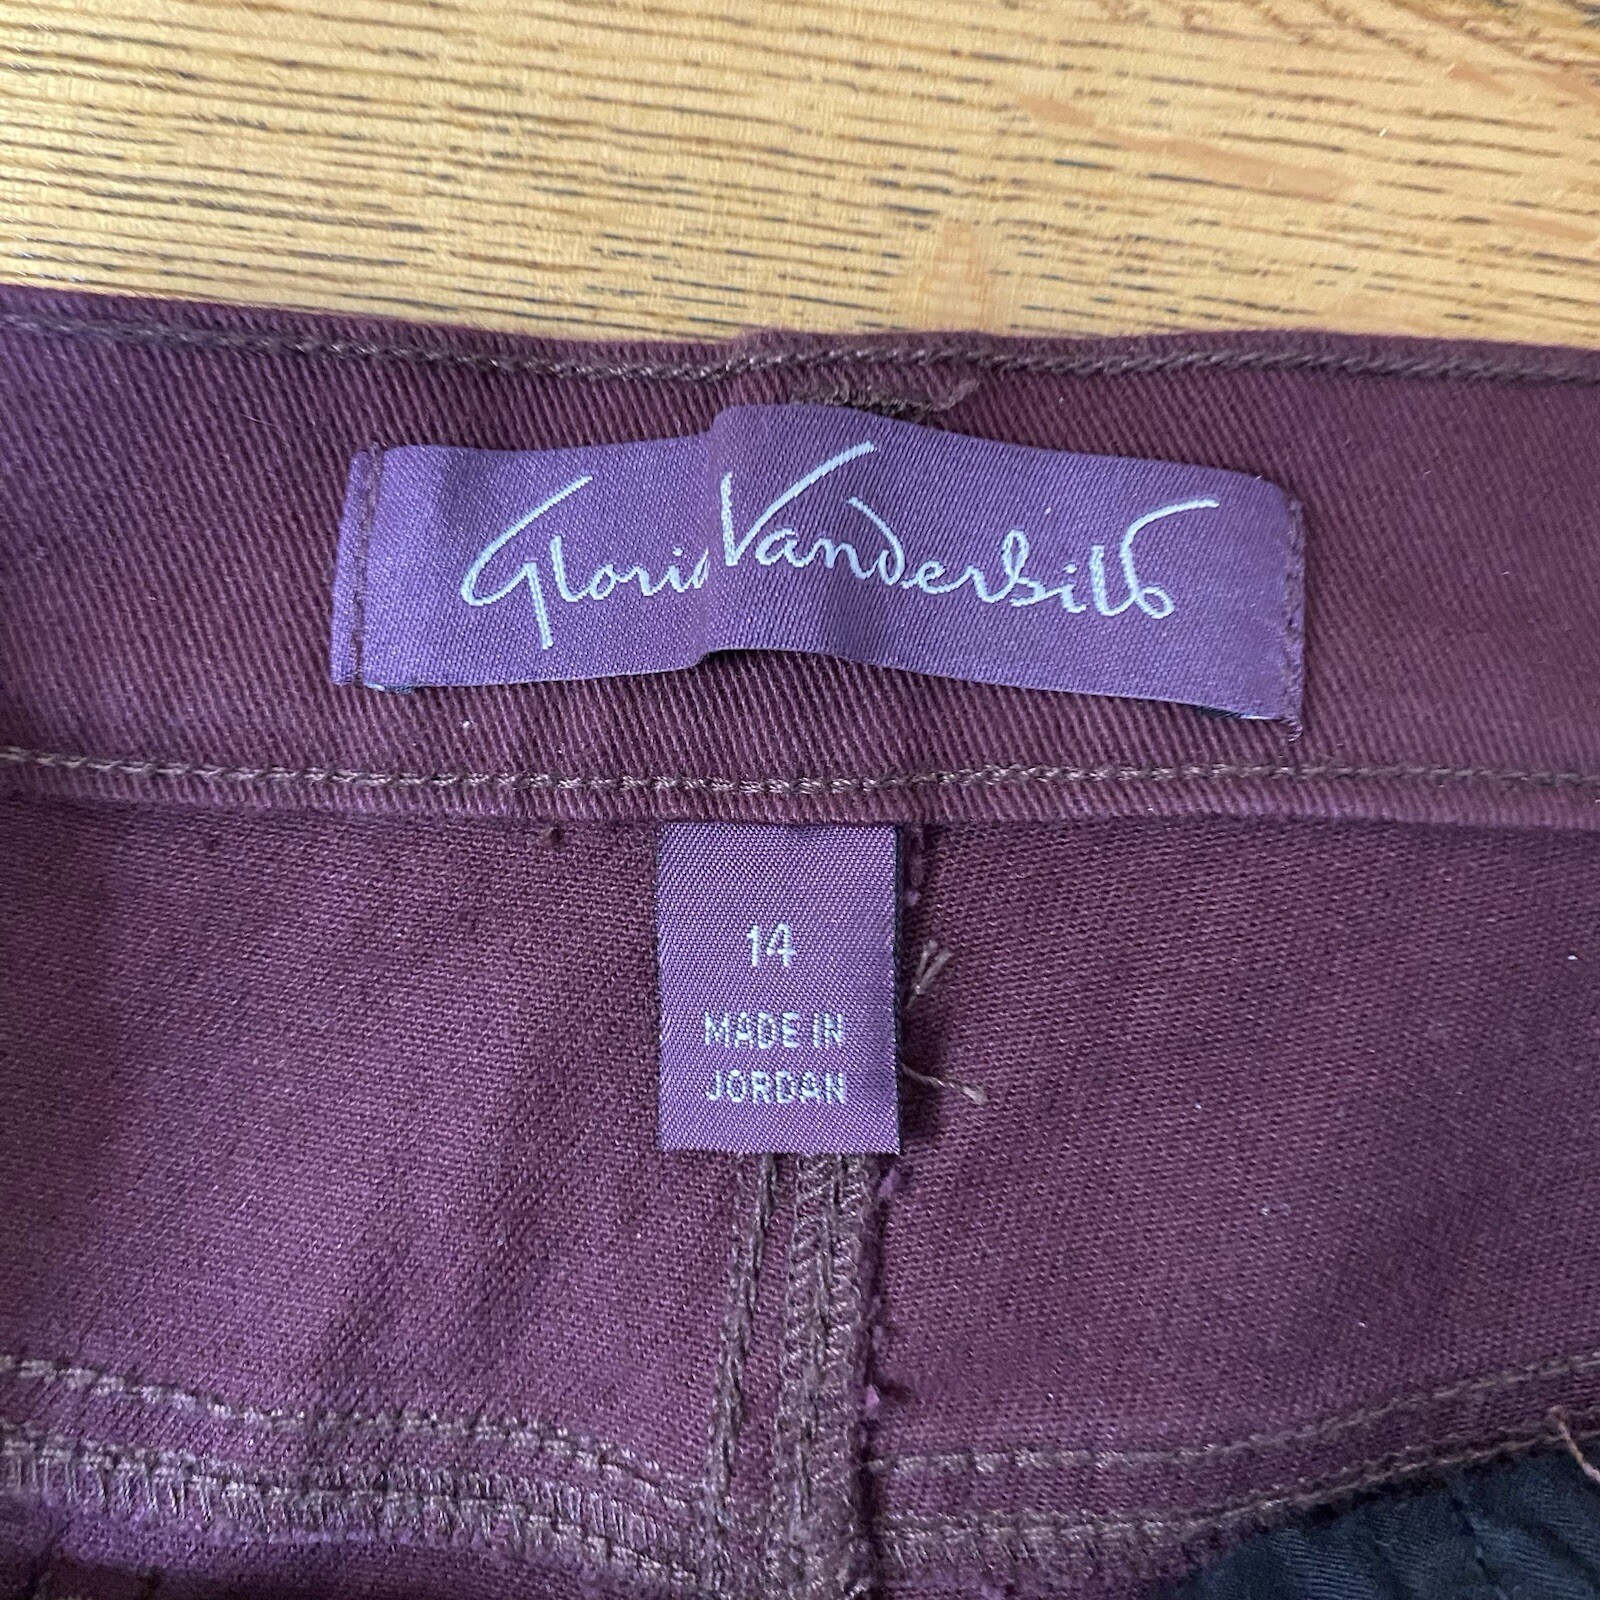 Gloria Vanderbilt
14
MADE IN
JORDAN